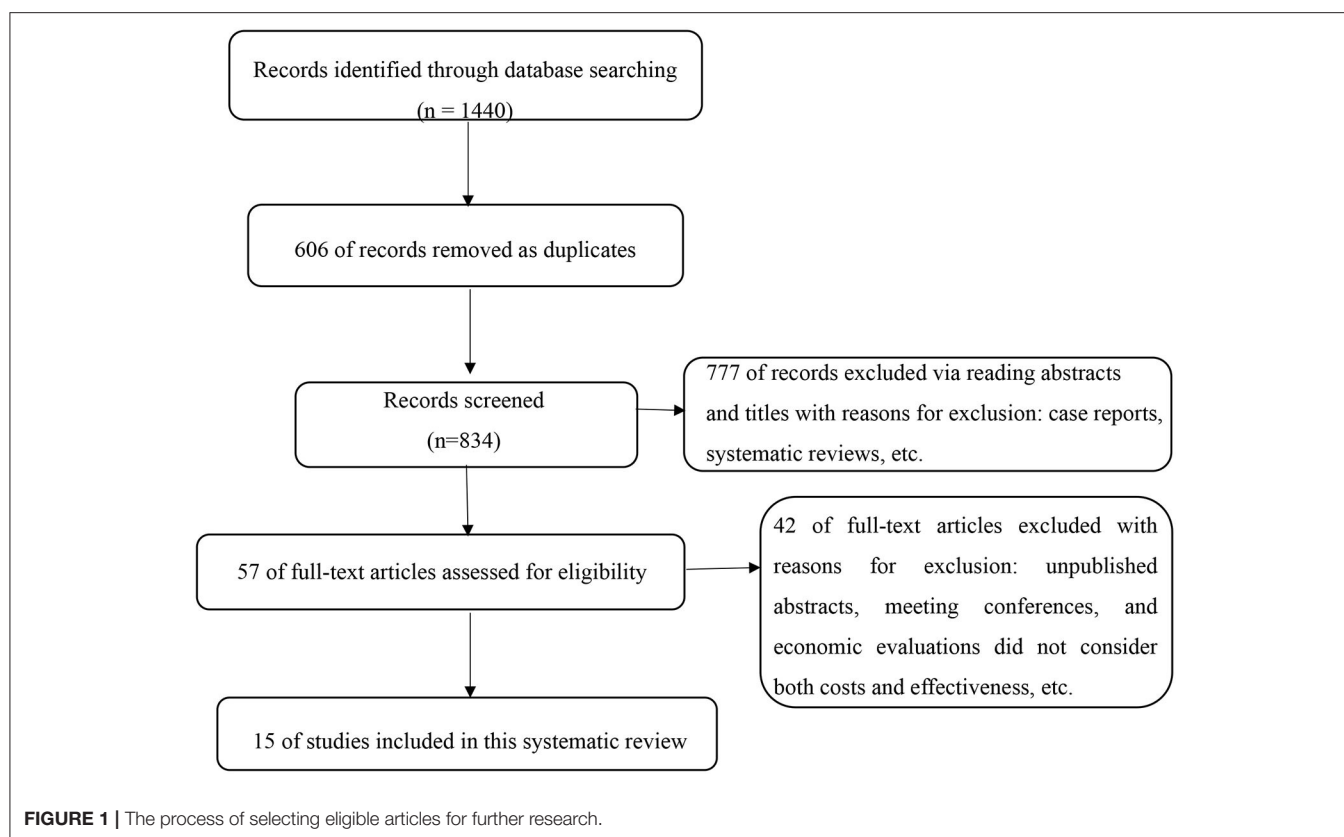 Records identified through database searching
(n = 1440)
606 of records removed as duplicates
Records screened
(n=834)
777 of records excluded via reading abstracts
and titles with reasons for exclusion: case reports,
systematic reviews, etc.
57 of full-text articles assessed for eligibility
42 of full-text articles excluded with
reasons for exclusion: unpublished
abstracts, meeting conferences, and
economic evaluations did not consider
both costs and effectiveness, etc.
15 of studies included in this systematic review
FIGURE 1 | The process of selecting eligible articles for further research.